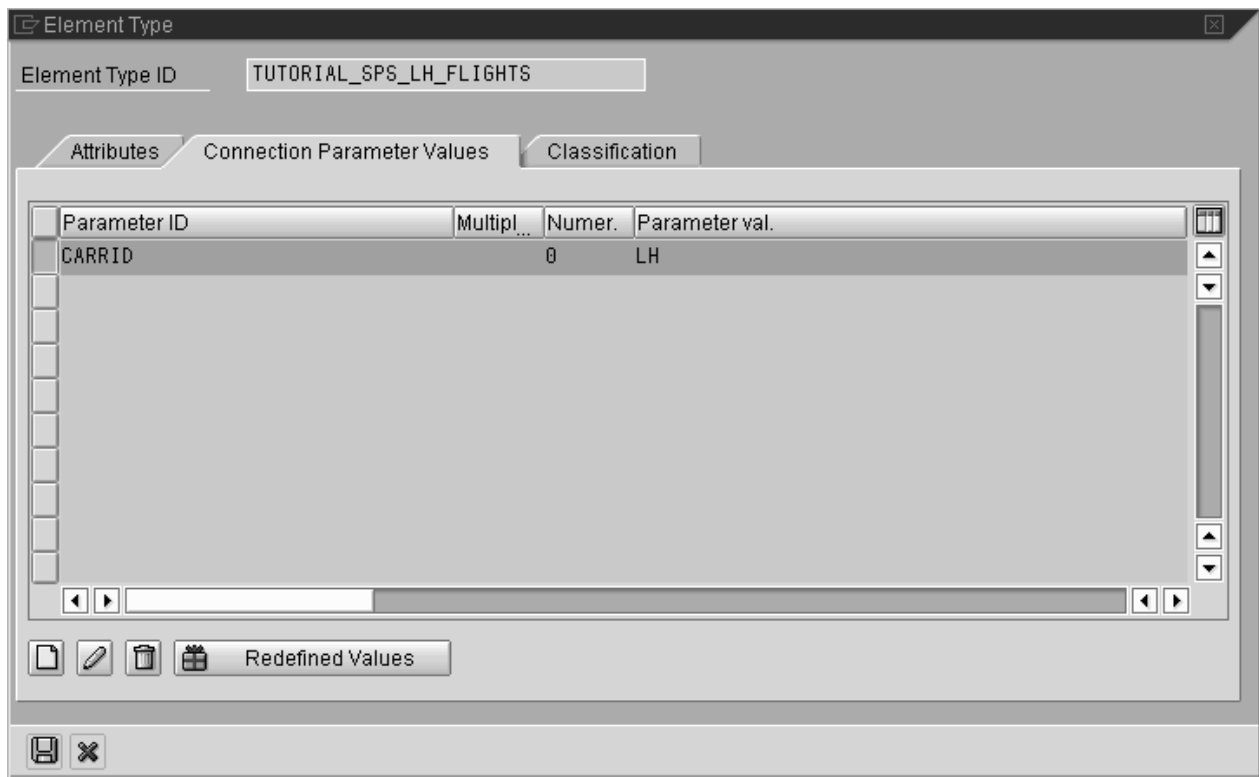 Element Type
Element Type ID TUTORIAL_SPS_LH_FLIGHTS
Attributes Connection Parameter Values Classification
Parameter ID Multipl... Numer. Parameter val.
CARRID 0 LH
Redefined Values